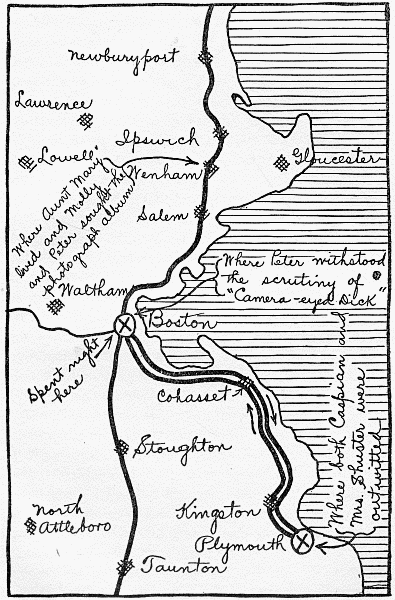 Newburyport
Lawrence
Ipswich
Lowell
Gloucester
Wenham
Where Aunt Mary
lived and Molly
and Peter sought the
photograph album
Salem
Where Peter withstood
the scrutiny of
"Camera-eyed Dick"
Waltham
Boston
Spent night
here
Cohasset
Where both Caspian and
Mrs. Shuster were
outwitted
Stoughton
Kingston
North
Attleboro
Plymouth
Taunton